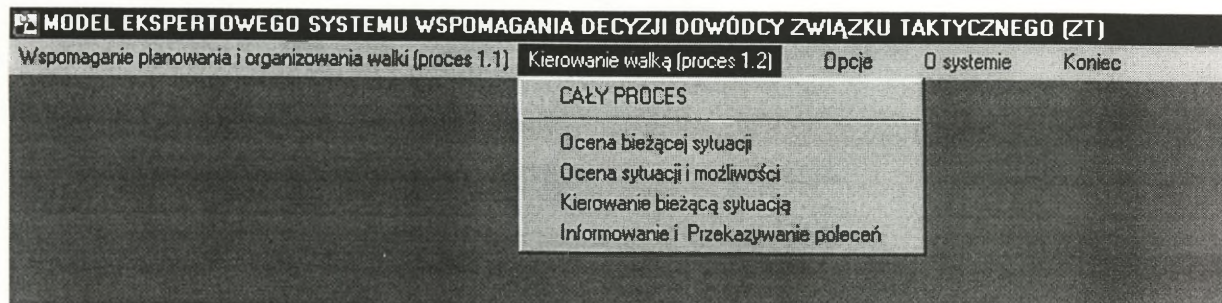 MODEL EKSPERTOWEGO SYSTEMU WSPOMAGANIA DECYZJI DOWÓDCY ZWIĄZKU TAKTYCZNEGO (ZT)
Wspomaganie planowania i organizowania walki (proces 1.1) Kierowanie walką (proces 1.2) Opcje O systemie Koniec
CAŁY PROCES
Ocena bieżącej sytuacji
Ocena sytuacji i możliwości
Kierowanie bieżącą sytuacją
Informowanie i Przekazywanie poleceń